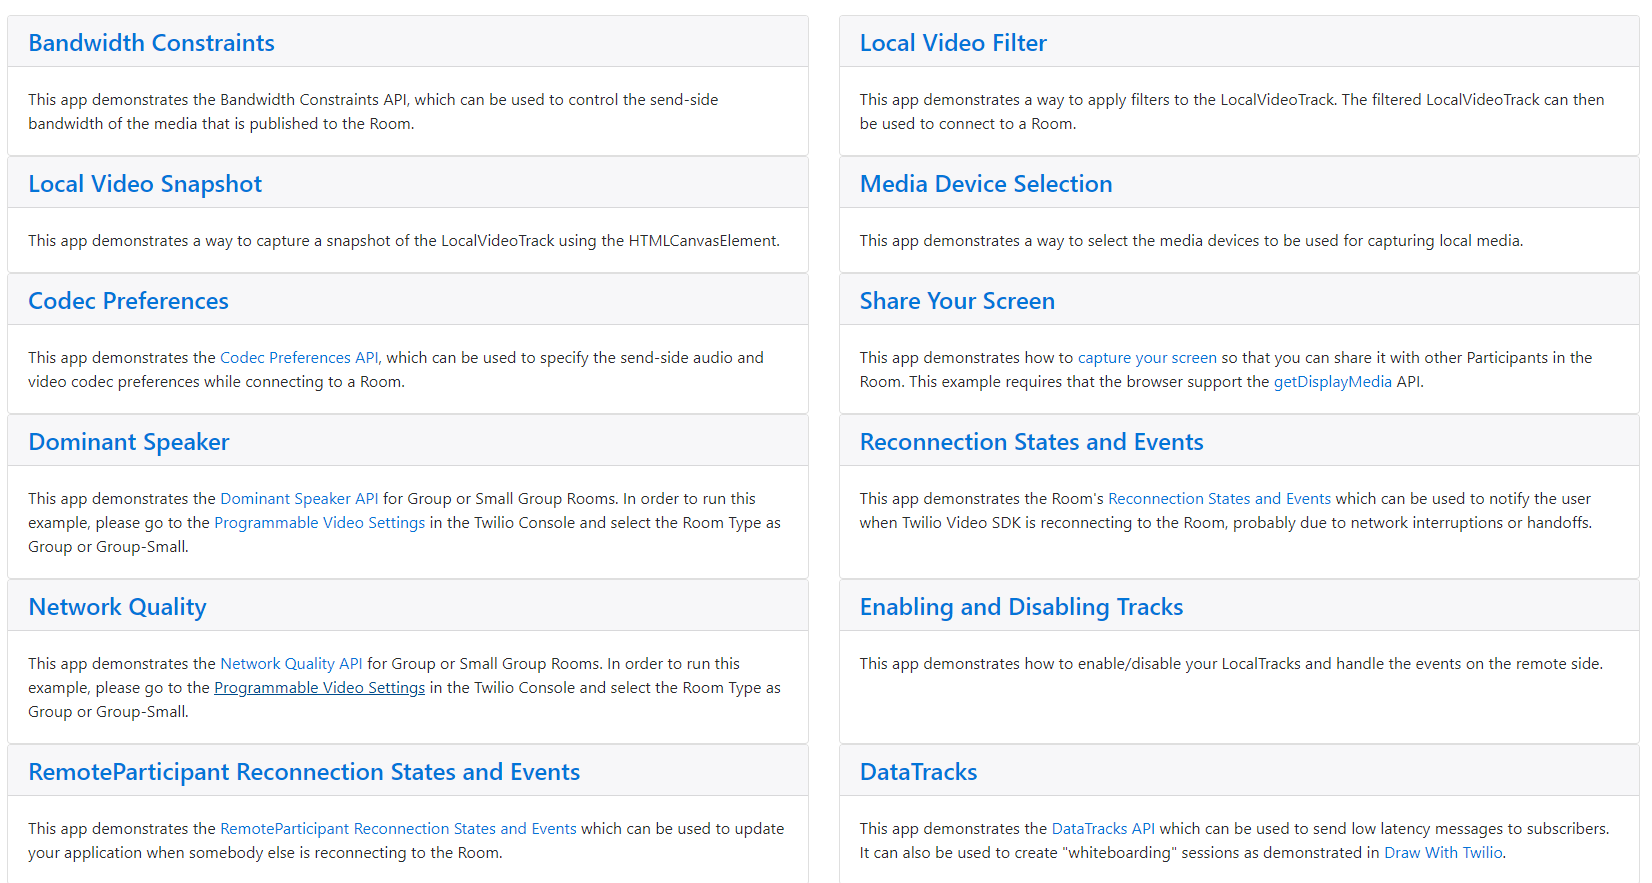 Bandwidth Constraints
This app demonstrates the Bandwidth Constraints API, which can be used to control the send-side
bandwidth of the media that is published to the Room.
Local Video Filter
This app demonstrates a way to apply filters to the LocalVideoTrack. The filtered LocalVideoTrack can then
be used to connect to a Room.
Local Video Snapshot
This app demonstrates a way to capture a snapshot of the LocalVideoTrack using the HTMLCanvasElement.
Media Device Selection
This app demonstrates a way to select the media devices to be used for capturing local media.
Codec Preferences
This app demonstrates the Codec Preferences API, which can be used to specify the send-side audio and
video codec preferences while connecting to a Room.
Share Your Screen
This app demonstrates how to capture your screen so that you can share it with other Participants in the
Room. This example requires that the browser support the getDisplayMedia API.
Dominant Speaker
This app demonstrates the Dominant Speaker API for Group or Small Group Rooms. In order to run this
example, please go to the Programmable Video Settings in the Twilio Console and select the Room Type as
Group or Group-Small.
Reconnection States and Events
This app demonstrates the Room's Reconnection States and Events which can be used to notify the user
when Twilio Video SDK is reconnecting to the Room, probably due to network interruptions or handoffs.
Network Quality
This app demonstrates the Network Quality API for Group or Small Group Rooms. In order to run this
example, please go to the Programmable Video Settings in the Twilio Console and select the Room Type as
Group or Group-Small.
Enabling and Disabling Tracks
This app demonstrates how to enable/disable your LocalTracks and handle the events on the remote side.
RemoteParticipant Reconnection States and Events
This app demonstrates the RemoteParticipant Reconnection States and Events which can be used to update
your application when somebody else is reconnecting to the Room.
DataTracks
This app demonstrates the DataTracks API which can be used to send low latency messages to subscribers.
It can also be used to create "whiteboarding" sessions as demonstrated in Draw With Twilio.